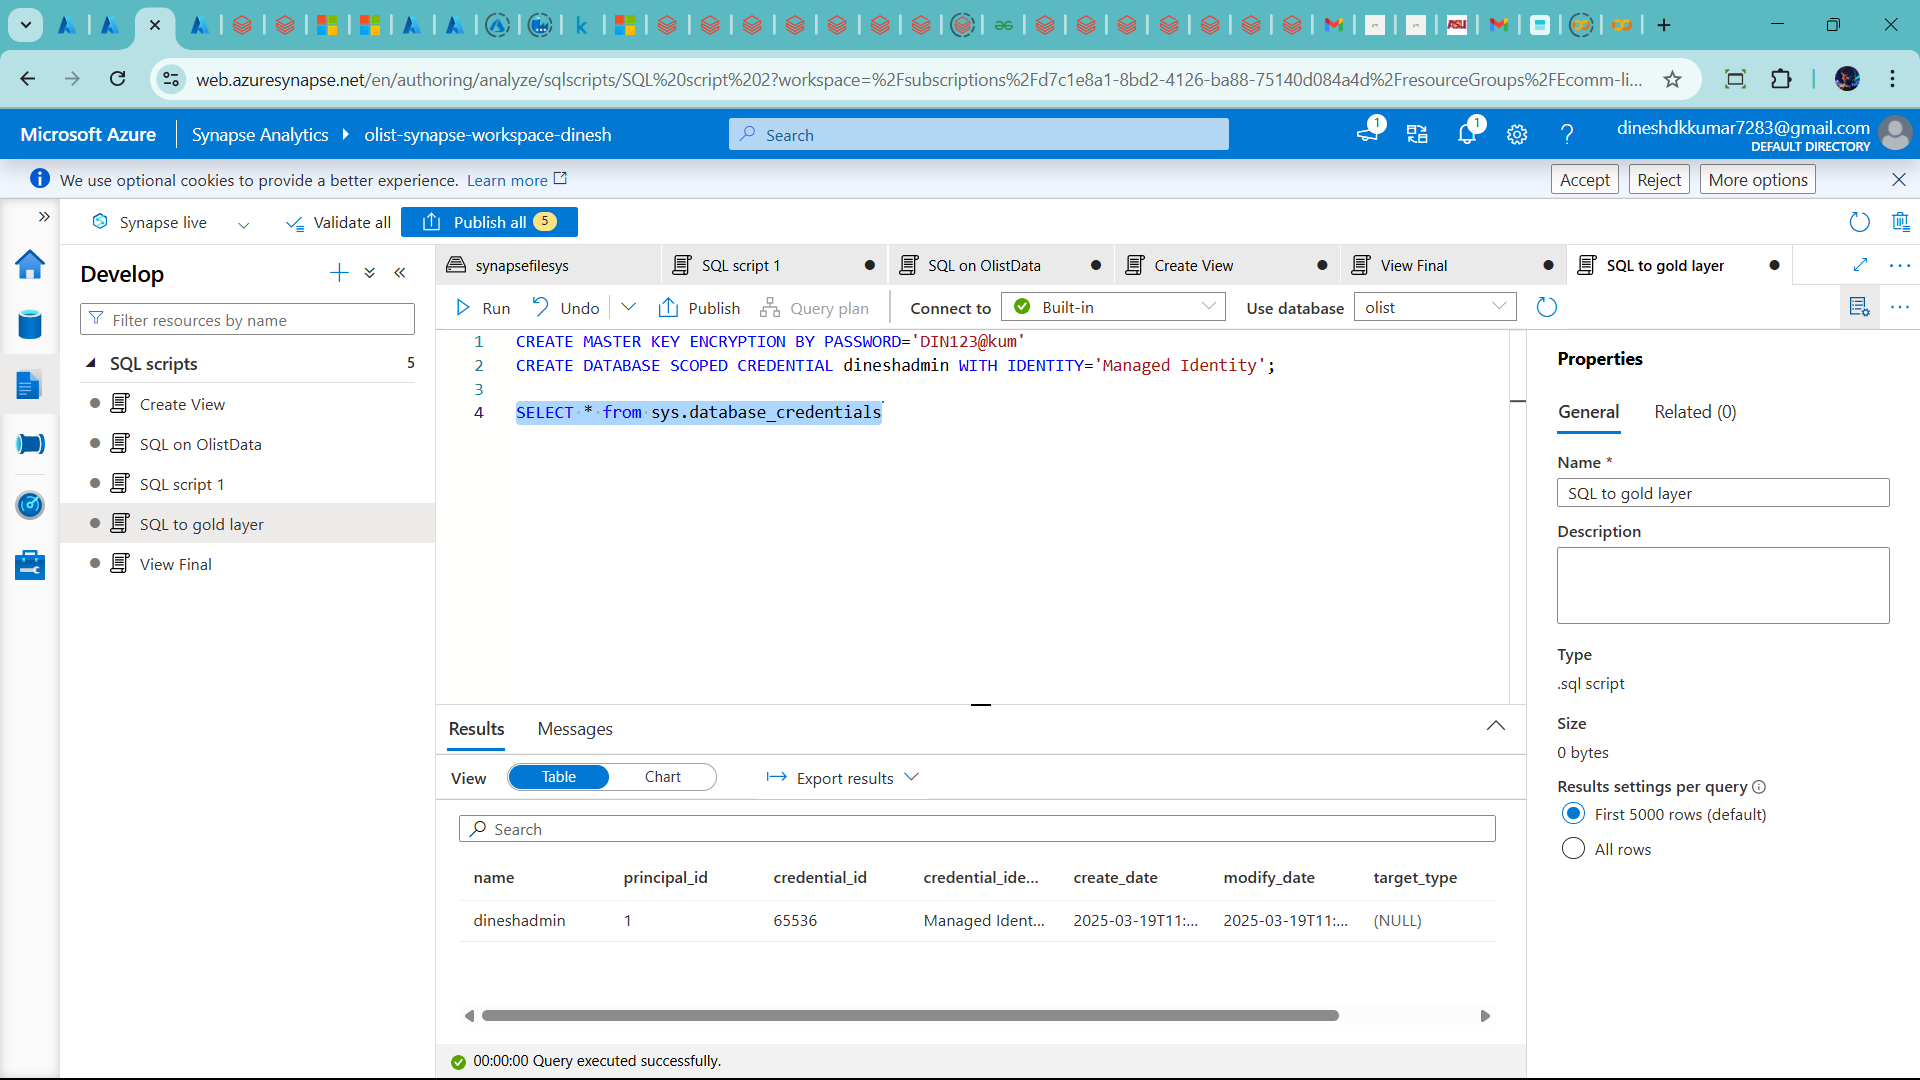 web.azuresynapse.net/en/authoring/analyze/sqlscripts/SQL%20script%202?workspace=%2Fsubscriptions%2Fd7c1e8a1-8bd2-4126-ba88-75140d084a4d%2FresourceGroups%2FEcomm-li...
Microsoft Azure Synapse Analytics olist-synapse-workspace-dinesh Search 1 1 dineshdkkumar7283@gmail.com
DEFAULT DIRECTORY
We use optional cookies to provide a better experience. Learn more Accept Reject More options
Synapse live Validate all Publish all 5
Develop
Filter resources by name
SQL scripts 5
Create View
SQL on OlistData
SQL script 1
SQL to gold layer
View Final
synapsefilesys SQL script 1 SQL on OlistData Create View View Final SQL to gold layer
Run Undo Publish Query plan Connect to Built-in Use database olist
1 CREATE MASTER KEY ENCRYPTION BY PASSWORD='DIN123@kum'
2 CREATE DATABASE SCOPED CREDENTIAL dineshadmin WITH IDENTITY='Managed Identity';
3
4 SELECT * from sys.database_credentials
Results Messages
View Table Chart Export results
Search
name principal_id credential_id credential_ide... create_date modify_date target_type
dineshadmin 1 65536 Managed Ident... 2025-03-19T11:... 2025-03-19T11:... (NULL)
00:00:00 Query executed successfully.
Properties
General Related (0)
Name *
SQL to gold layer
Description
Type
.sql script
Size
0 bytes
Results settings per query
First 5000 rows (default)
All rows